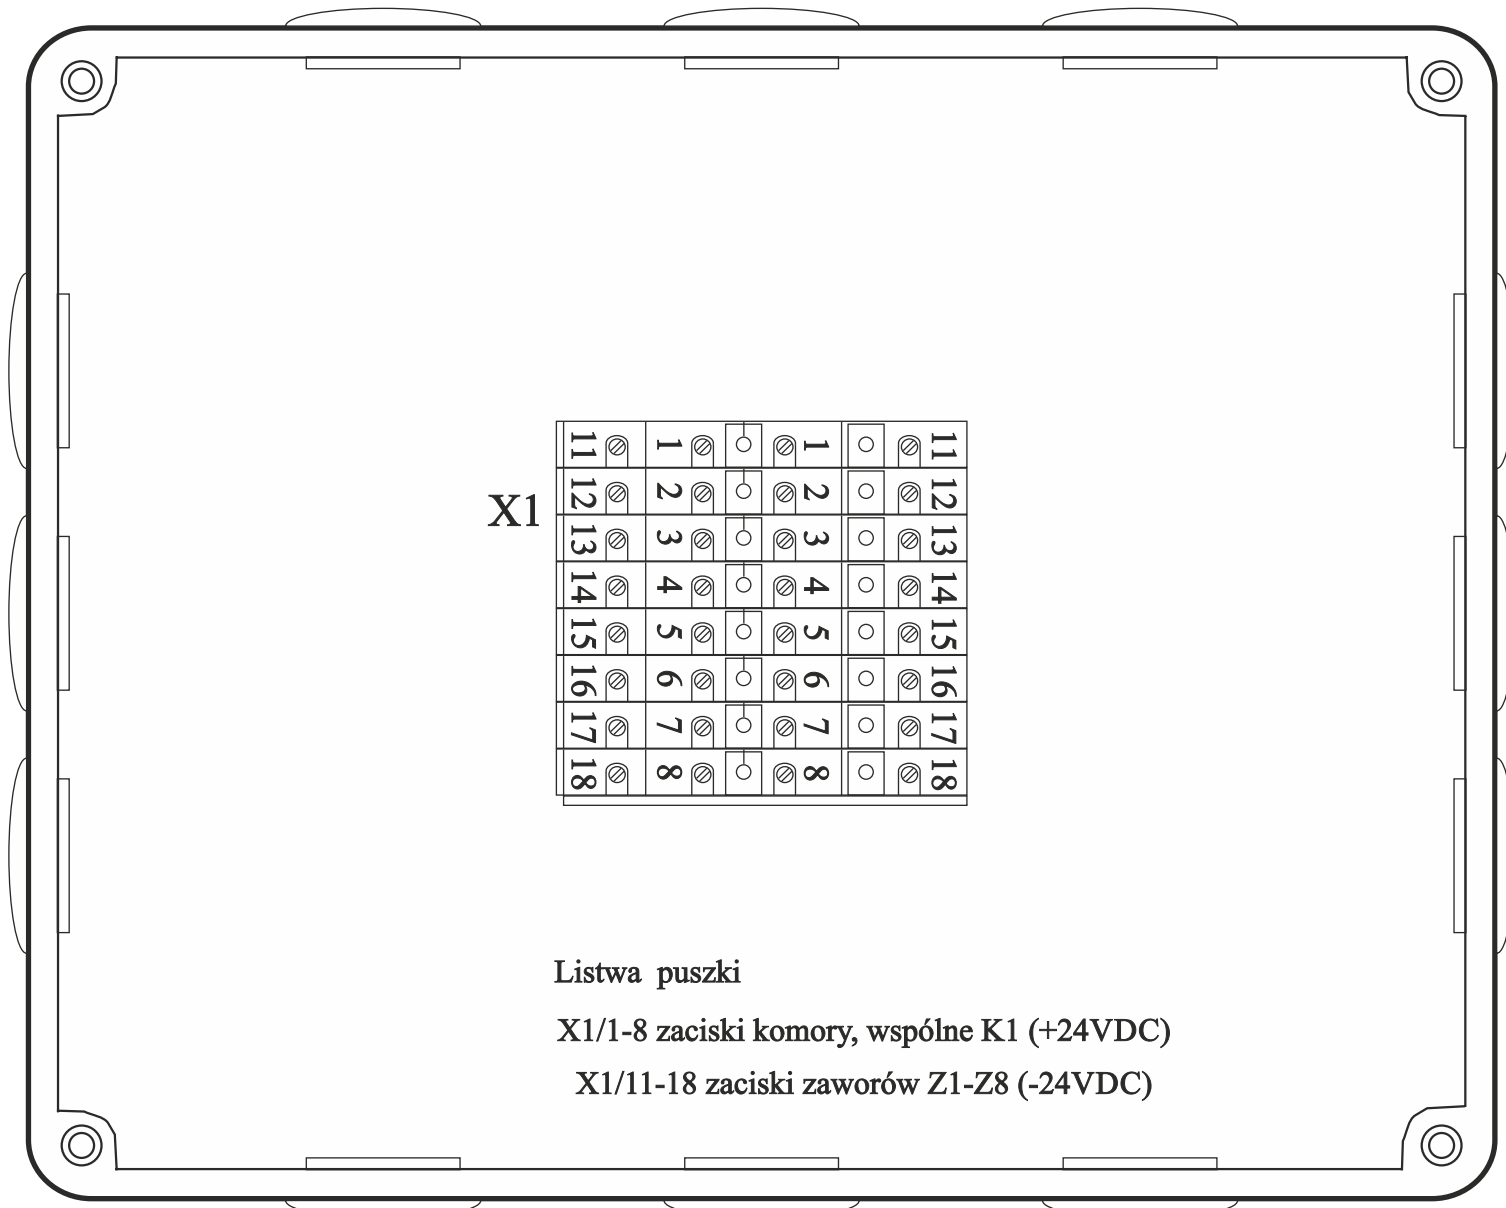 11 1 1 11
X1 12 2 2 12
13 3 3 13
14 4 4 14
15 5 5 15
16 6 6 16
17 7 7 17
18 8 8 18
Listwa puszki
X1/1-8 zaciski komory, wspólne K1 (+24VDC)
X1/11-18 zaciski zaworów Z1-Z8 (-24VDC)